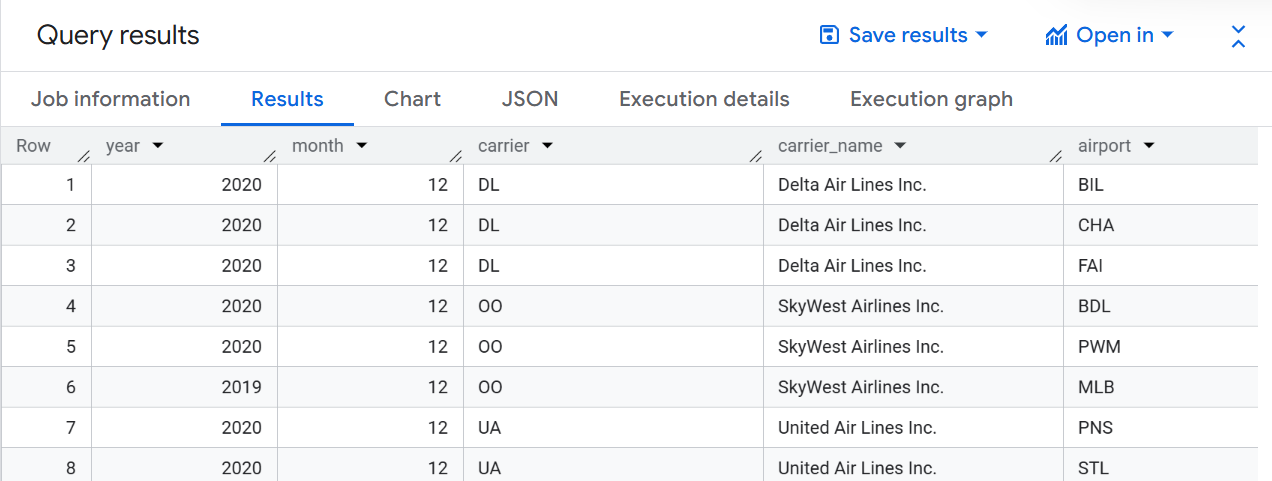 Query results Save results Open in
Job information Results Chart JSON Execution details Execution graph
Row year month carrier carrier_name airport
1 2020 12 DL Delta Air Lines Inc. BIL
2 2020 12 DL Delta Air Lines Inc. CHA
3 2020 12 DL Delta Air Lines Inc. FAI
4 2020 12 OO SkyWest Airlines Inc. BDL
5 2020 12 OO SkyWest Airlines Inc. PWM
6 2019 12 OO SkyWest Airlines Inc. MLB
7 2020 12 UA United Air Lines Inc. PNS
8 2020 12 UA United Air Lines Inc. STL